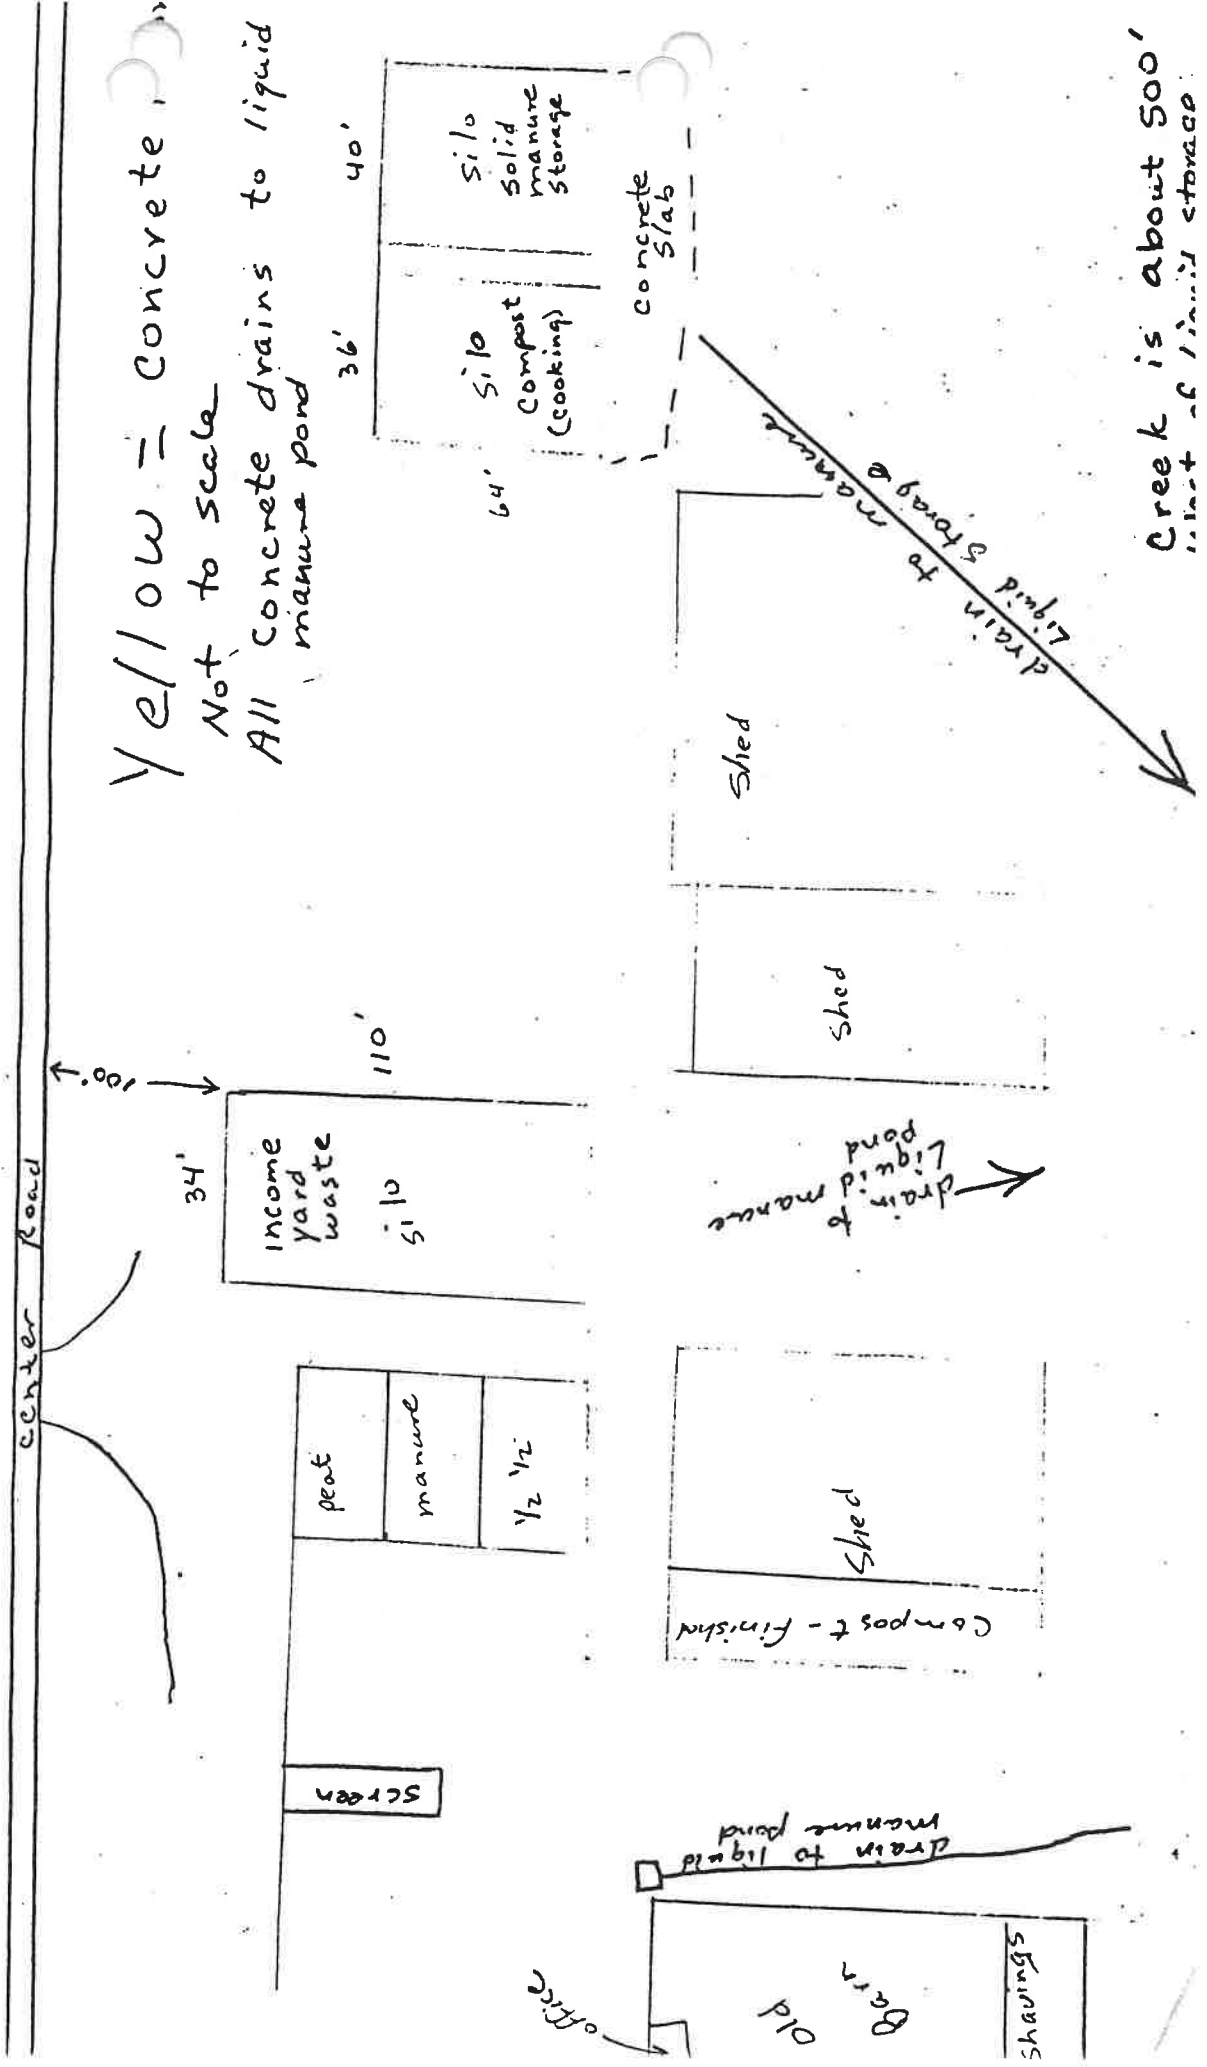 Center Road
Yellow = Concrete
Not to scale
All Concrete drains to liquid
manure pond
34'
100'
110'
income
yard
waste
silo
36'
40'
64'
Silo
Compost
(cooking)
Silo
Solid
manure
Storage
Concrete
Slab
peat
manure
1/2 1/2
screen
office
Old
Barn
shavings
drain to liquid
manure pond
Compost - Finished
Shed
drain to
Liquid manure
pond
Shed
Shed
drain to manure
Liquid storage
Creek is about 500'
of liquid storage